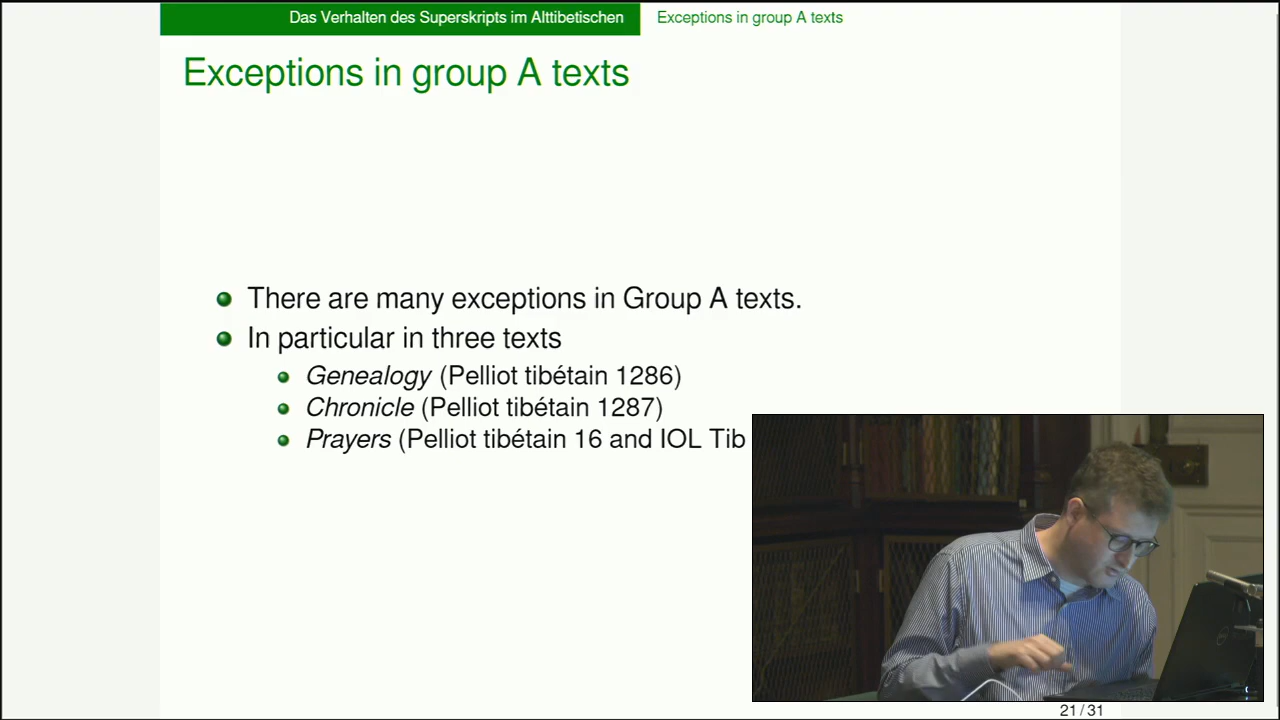 Das Verhalten des Superskripts im Alttibetischen
Exceptions in group A texts
Exceptions in group A texts
There are many exceptions in Group A texts.
In particular in three texts
Genealogy (Pelliot tibétain 1286)
Chronicle (Pelliot tibétain 1287)
Prayers (Pelliot tibétain 16 and IOL Tib
21/31